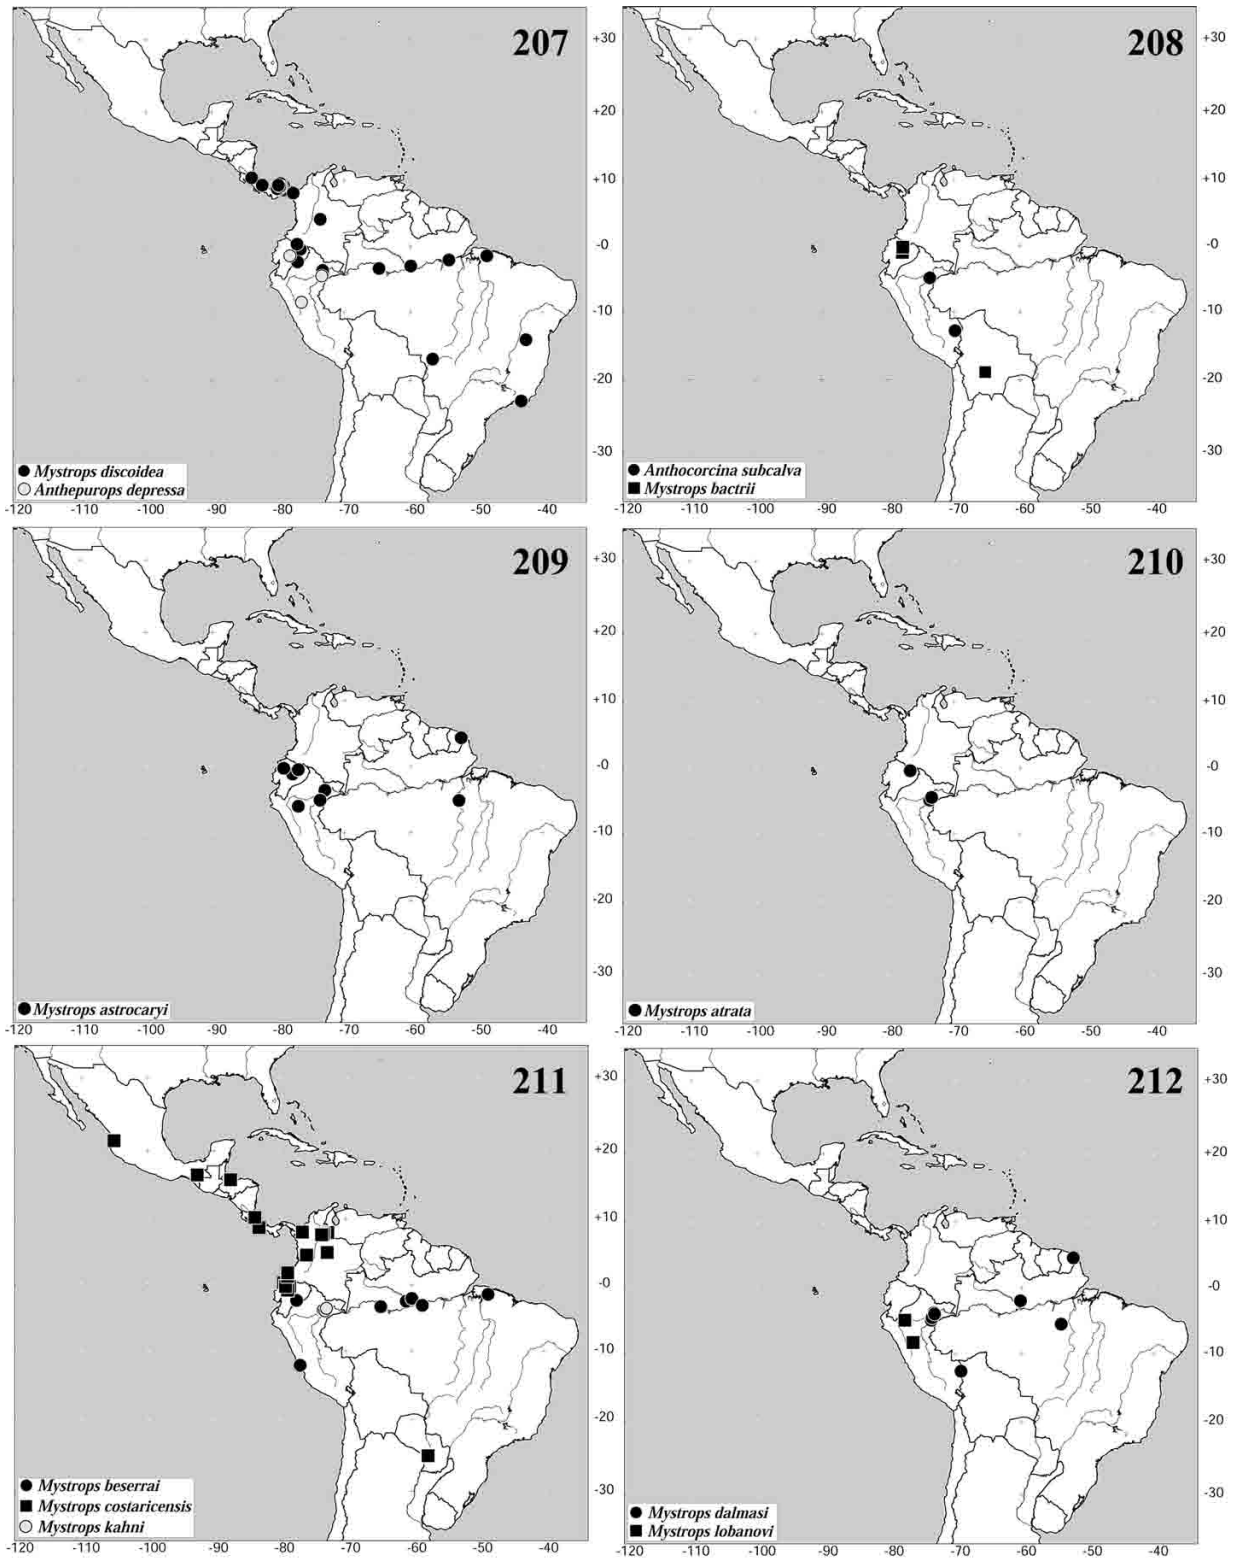 207
+30
+20
+10
-0
-10
-20
-30
Mystrops discoidea
Anthepurops depressa
-120 -110 -100 -90 -80 -70 -60 -50 -40
208
+30
+20
+10
-0
-10
-20
-30
Anthocorcina subcalva
Mystrops bactrii
-120 -110 -100 -90 -80 -70 -60 -50 -40
209
+30
+20
+10
-0
-10
-20
-30
Mystrops astrocaryi
-120 -110 -100 -90 -80 -70 -60 -50 -40
210
+30
+20
+10
-0
-10
-20
-30
Mystrops atrata
-120 -110 -100 -90 -80 -70 -60 -50 -40
211
+30
+20
+10
-0
-10
-20
-30
Mystrops beserrai
Mystrops costaricensis
Mystrops kahni
-120 -110 -100 -90 -80 -70 -60 -50 -40
212
+30
+20
+10
-0
-10
-20
-30
Mystrops dalmasi
Mystrops lobanovi
-120 -110 -100 -90 -80 -70 -60 -50 -40